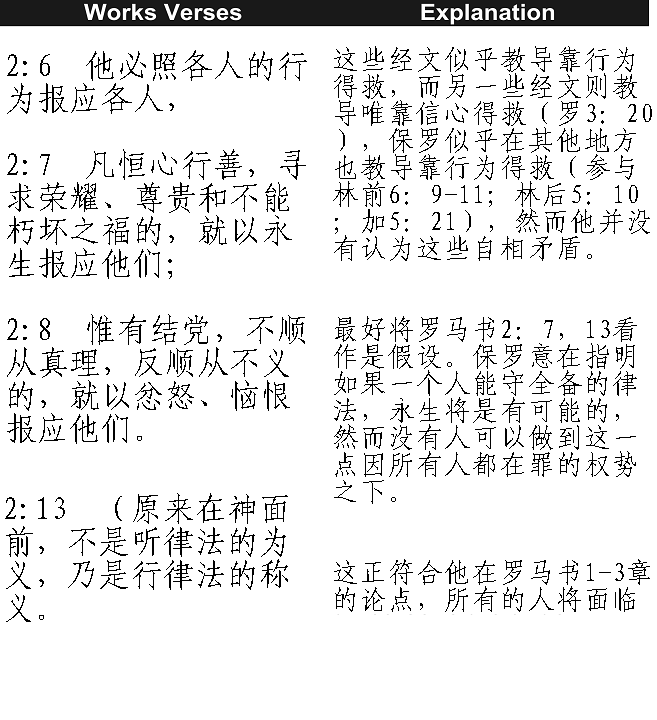 Works Verses
Explanation
2:6 他必照各人的行
为报应各人，
2:7 凡恒心行善，寻
求荣耀、尊贵和不能
朽坏之福的，就以永
生报应他们；
2:8 惟有结党，不顺
从真理，反顺从不义
的，就以忿怒、恼恨
报应他们。
2:13 （原来在神面
前，不是听律法的为
义，乃是行律法的称
义。
这些经文似乎教导靠行为
得救，而另一些经文则教
导唯靠信心得救（罗3：20
），保罗似乎在其他地方
也教导靠行为得救（参与
林前6：9-11；林后5：10
；加5：21），然而他并没
有认为这些自相矛盾。
最好将罗马书2：7，13看
作是假设。保罗意在指明
如果一个人能守全备的律
法，永生将是有可能的，
然而没有人可以做到这一
点因所有人都在罪的权势
之下。
这正符合他在罗马书1-3章
的论点，所有的人将面临